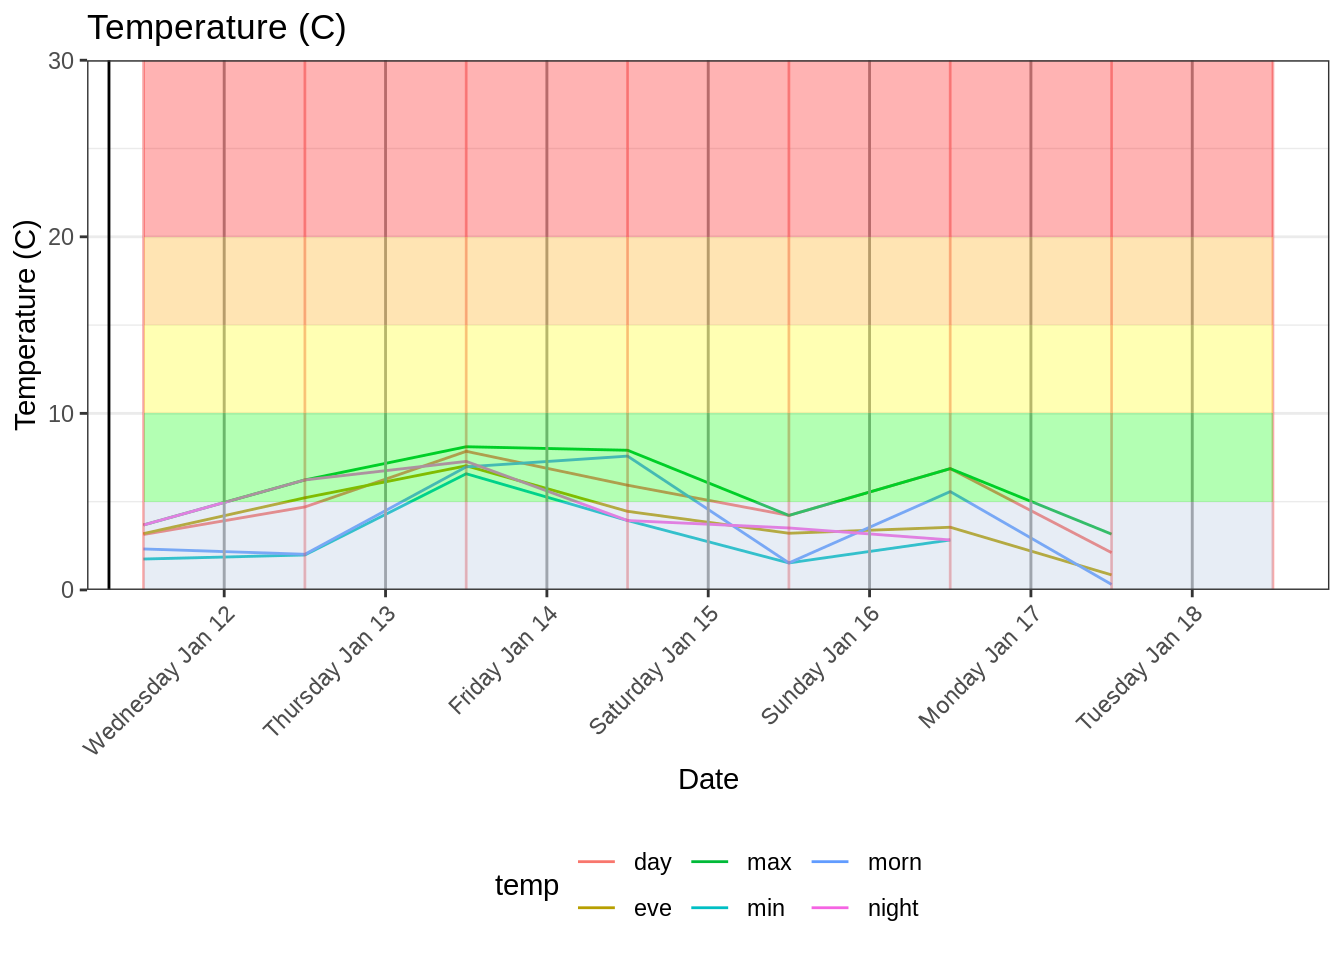 Temperature (C)
30
20
10
0
Temperature (C)
Wednesday Jan 12
Thursday Jan 13
Friday Jan 14
Saturday Jan 15
Sunday Jan 16
Monday Jan 17
Tuesday Jan 18
Date
temp
day
max
morn
eve
min
night